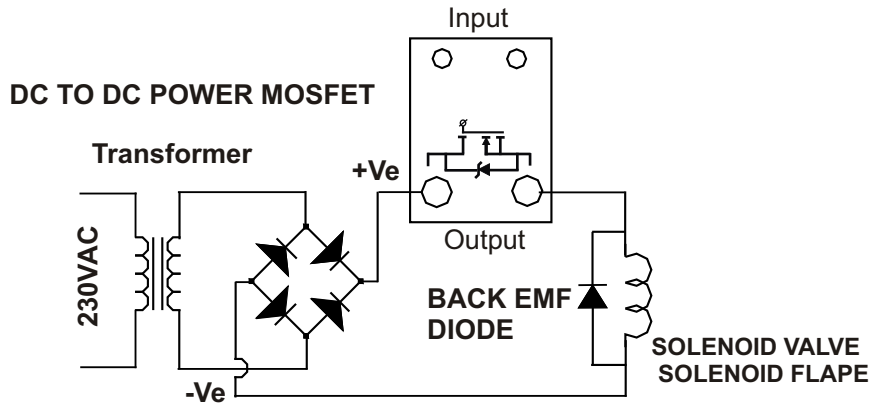 Input
DC TO DC POWER MOSFET
Transformer
+Ve
230VAC
Output
BACK EMF
DIODE
SOLENOID VALVE
SOLENOID FLAPE
-Ve